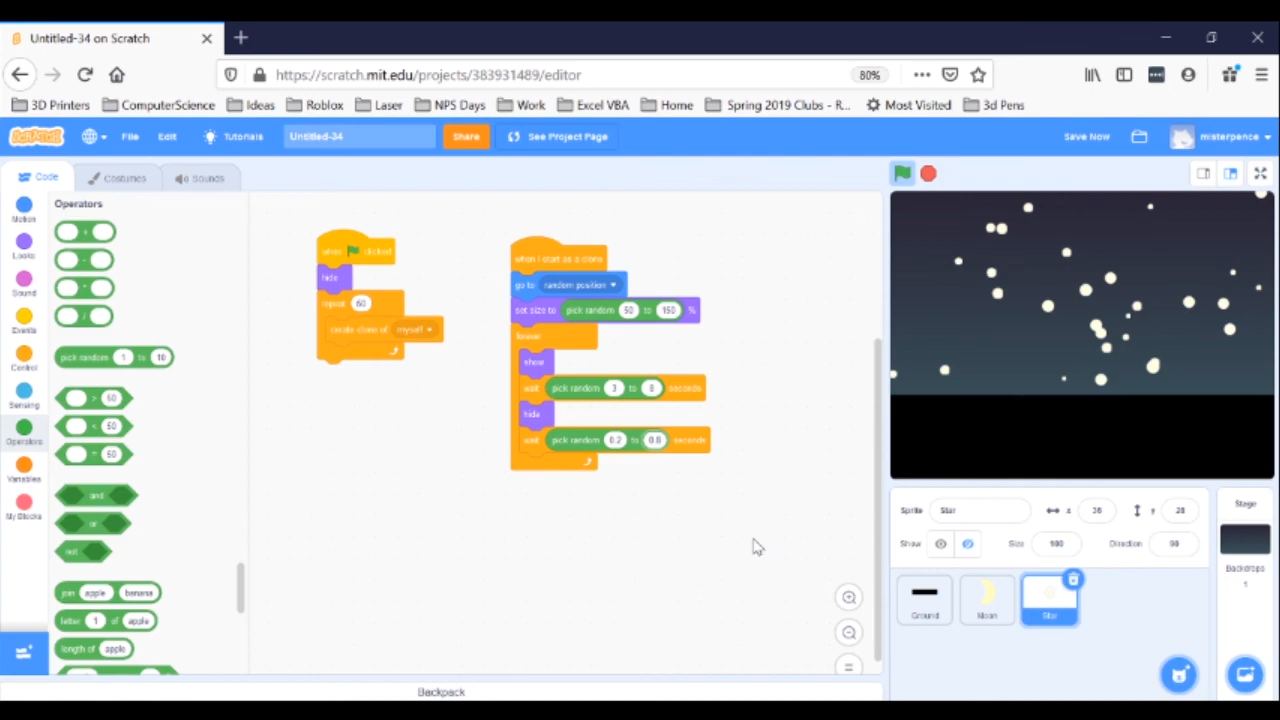 Untitled-34 on Scratch
https://scratch.mit.edu/projects/383931489/editor
80%
3D Printers
ComputerScience
Ideas
Roblox
Laser
NPS Days
Work
Excel VBA
Home
Spring 2019 Clubs - R...
Most Visited
3d Pens
SCRATCH
File
Edit
Tutorials
Untitled-34
Share
See Project Page
Save Now
misterpence
Code
Costumes
Sounds
Motion
Looks
Sound
Events
Control
Sensing
Operators
Variables
My Blocks
Operators
+
-
*
/
pick random 1 to 10
> 50
< 50
= 50
and
or
not
join apple banana
letter 1 of apple
length of apple
when clicked
hide
repeat 60
create clone of myself
when I start as a clone
go to random position
set size to pick random 50 to 150 %
forever
show
wait pick random 3 to 8 seconds
hide
wait pick random 0.2 to 0.8 seconds
Sprite Star x 36 y 28
Show Size 100 Direction 90
Ground
Moon
Star
Stage
Backdrops
1
Backpack